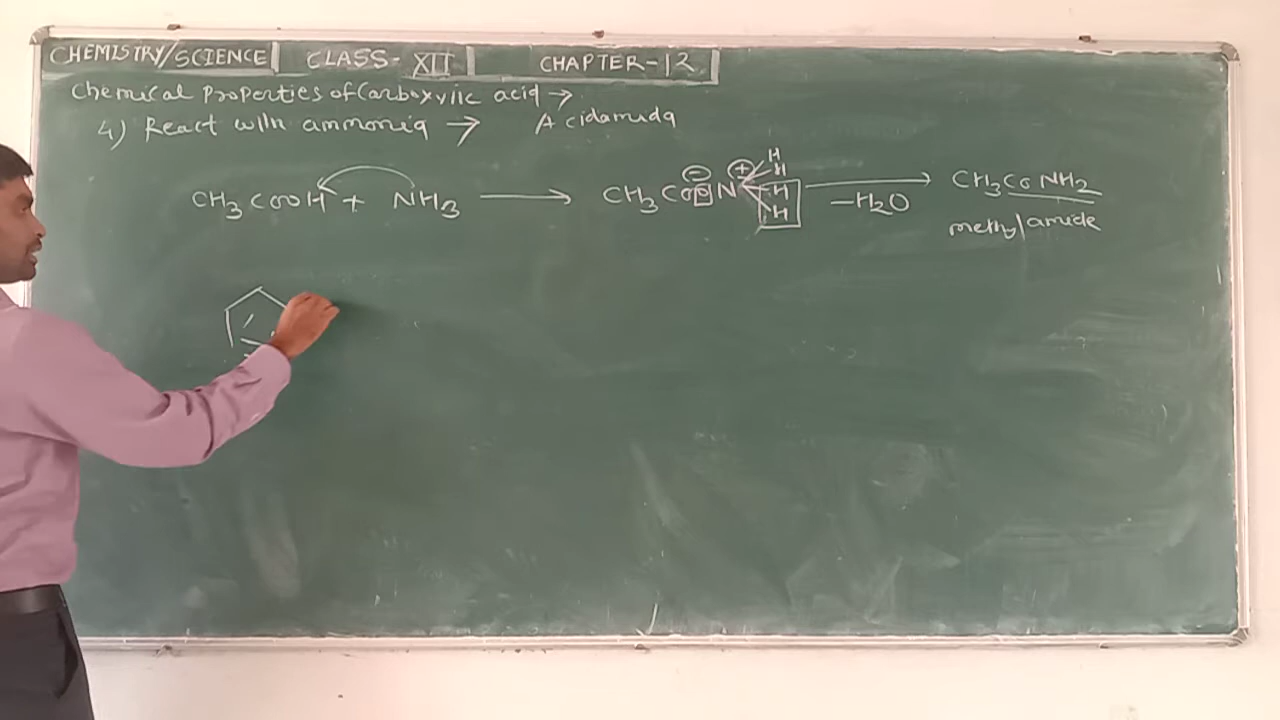 CHEMISTRY/SCIENCE CLASS-XII CHAPTER-12
Chemical Properties of Carboxylic acid →
4) React with ammonia → Acidamida
CH3COOH + NH3 → CH3COO⊖ N⊕ H H H H → -H2O CH3CONH2
methylamide